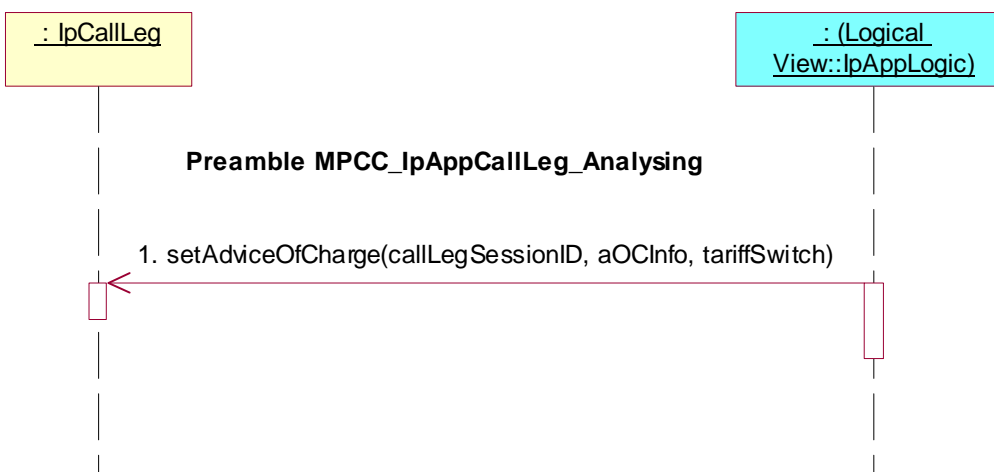 : IpCallLeg
: (Logical
View::IpAppLogic)
Preamble MPCC_IpAppCallLeg_Analysing
1. setAdviceOfCharge(callLegSessionID, aOCInfo, tariffSwitch)